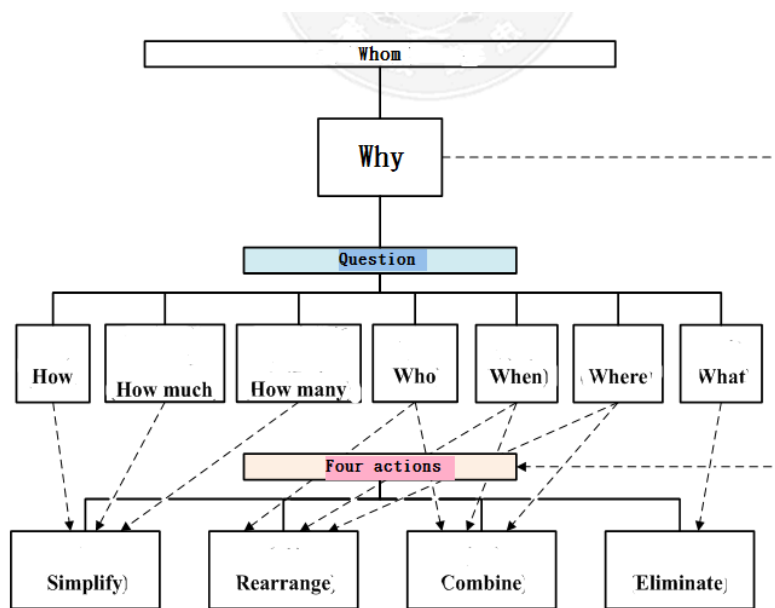 Whom
Why
Question
How
How much
How many
Who
When)
Where
What
Four actions
Simplify)
Rearrange)
Combine)
Eliminate)